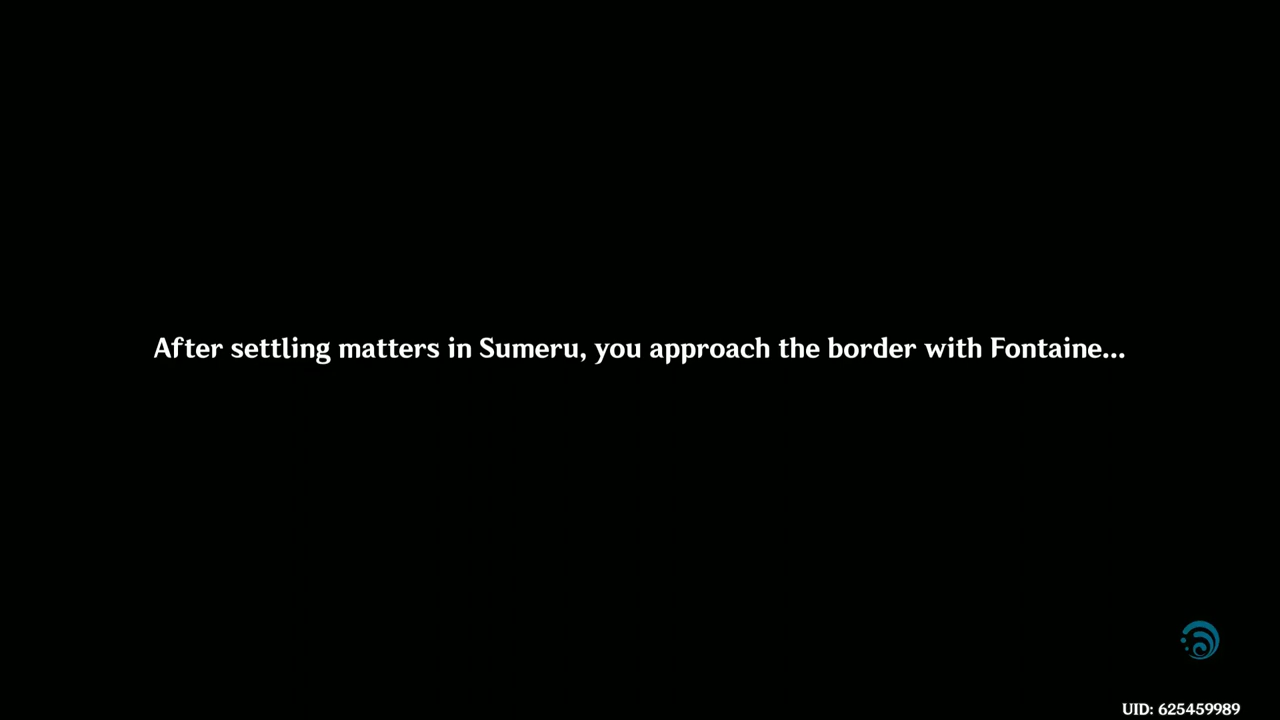 After settling matters in Sumeru, you approach the border with Fontaine...
UID: 625459989